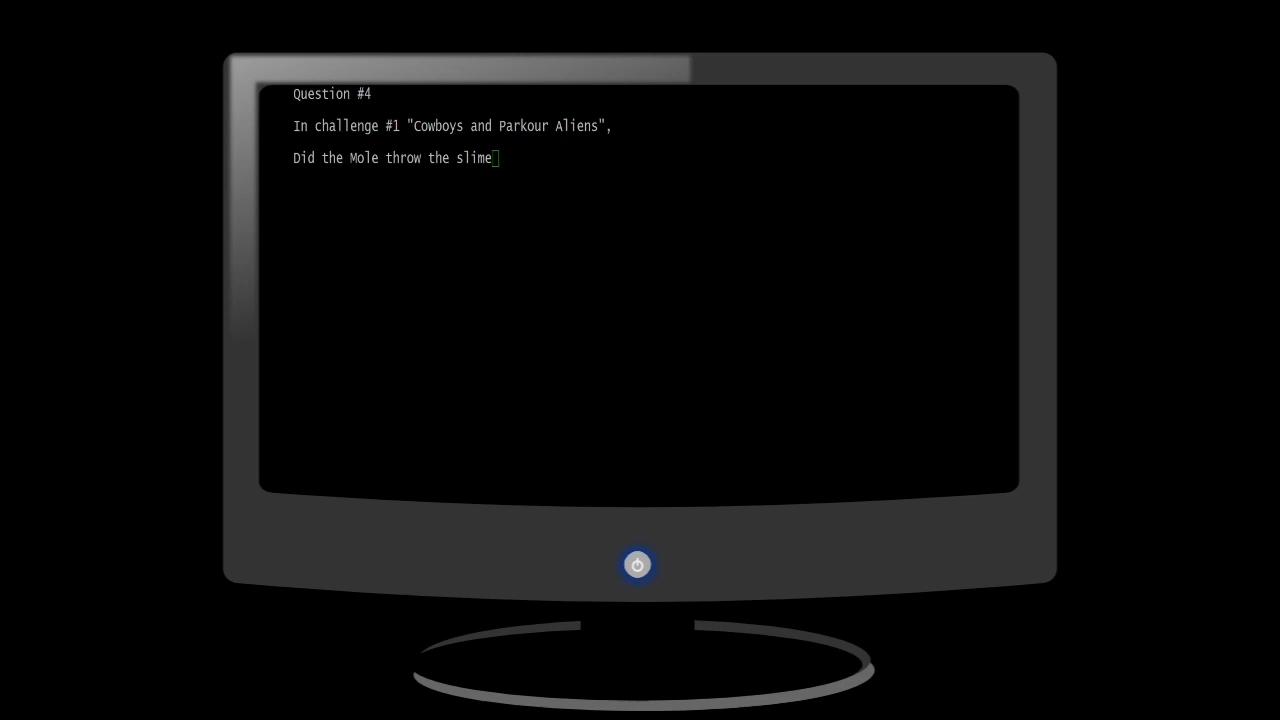 Question #4
In challenge #1 "Cowboys and Parkour Aliens",
Did the Mole throw the slime